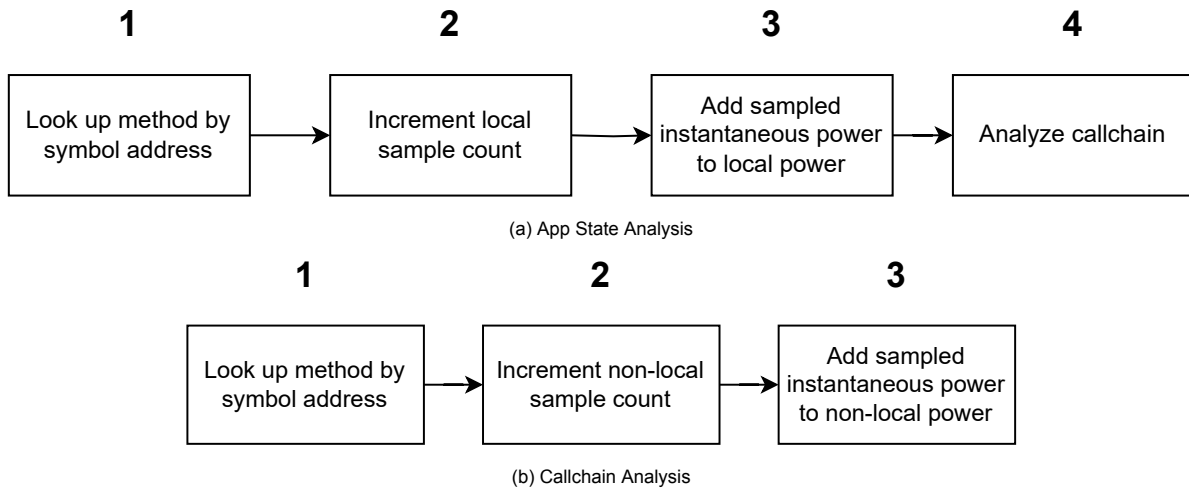 1 2 3 4
Look up method by
symbol address
Increment local
sample count
Add sampled
instantaneous power
to local power
Analyze callchain
(a) App State Analysis
1 2 3
Look up method by
symbol address
Increment non-local
sample count
Add sampled
instantaneous power
to non-local power
(b) Callchain Analysis